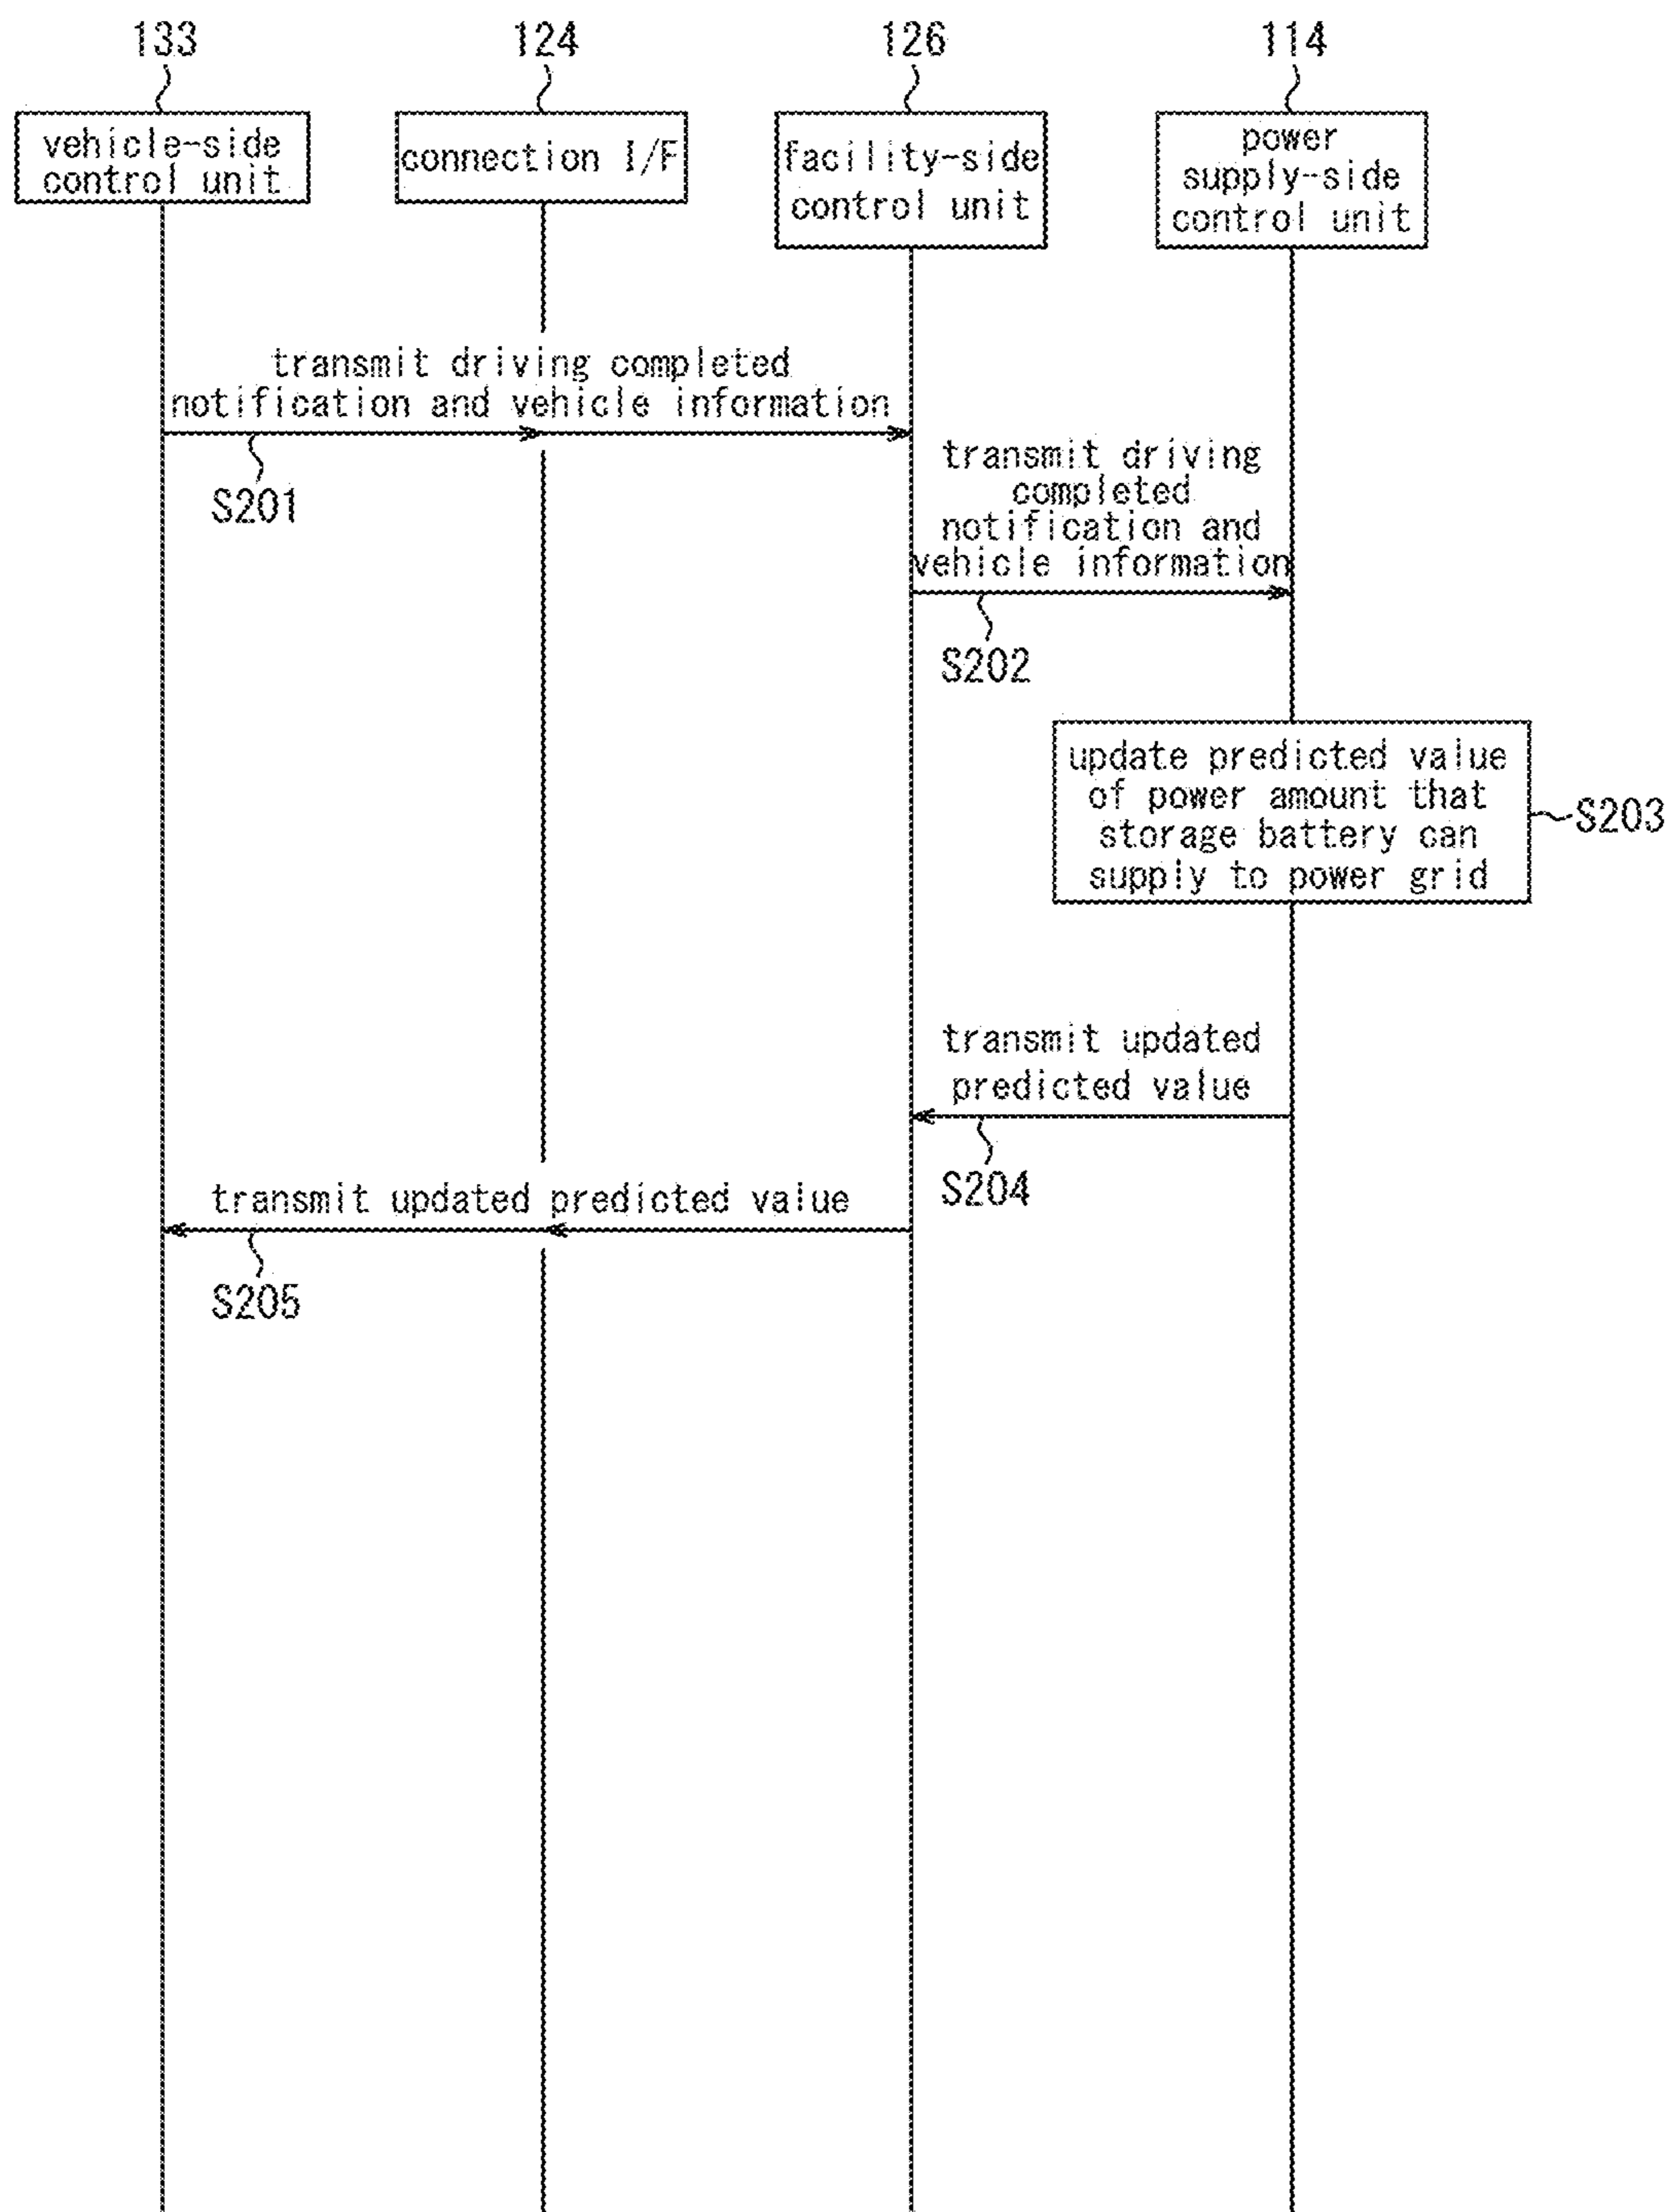 133
124
126
114
vehicle-side
control unit
connection I/F
facility-side
control unit
power
supply-side
control unit
transmit driving completed
notification and vehicle information
S201
transmit driving
completed
notification and
vehicle information
S202
update predicted value
of power amount that
storage battery can
supply to power grid
S203
transmit updated
predicted value
S204
transmit updated predicted value
S205